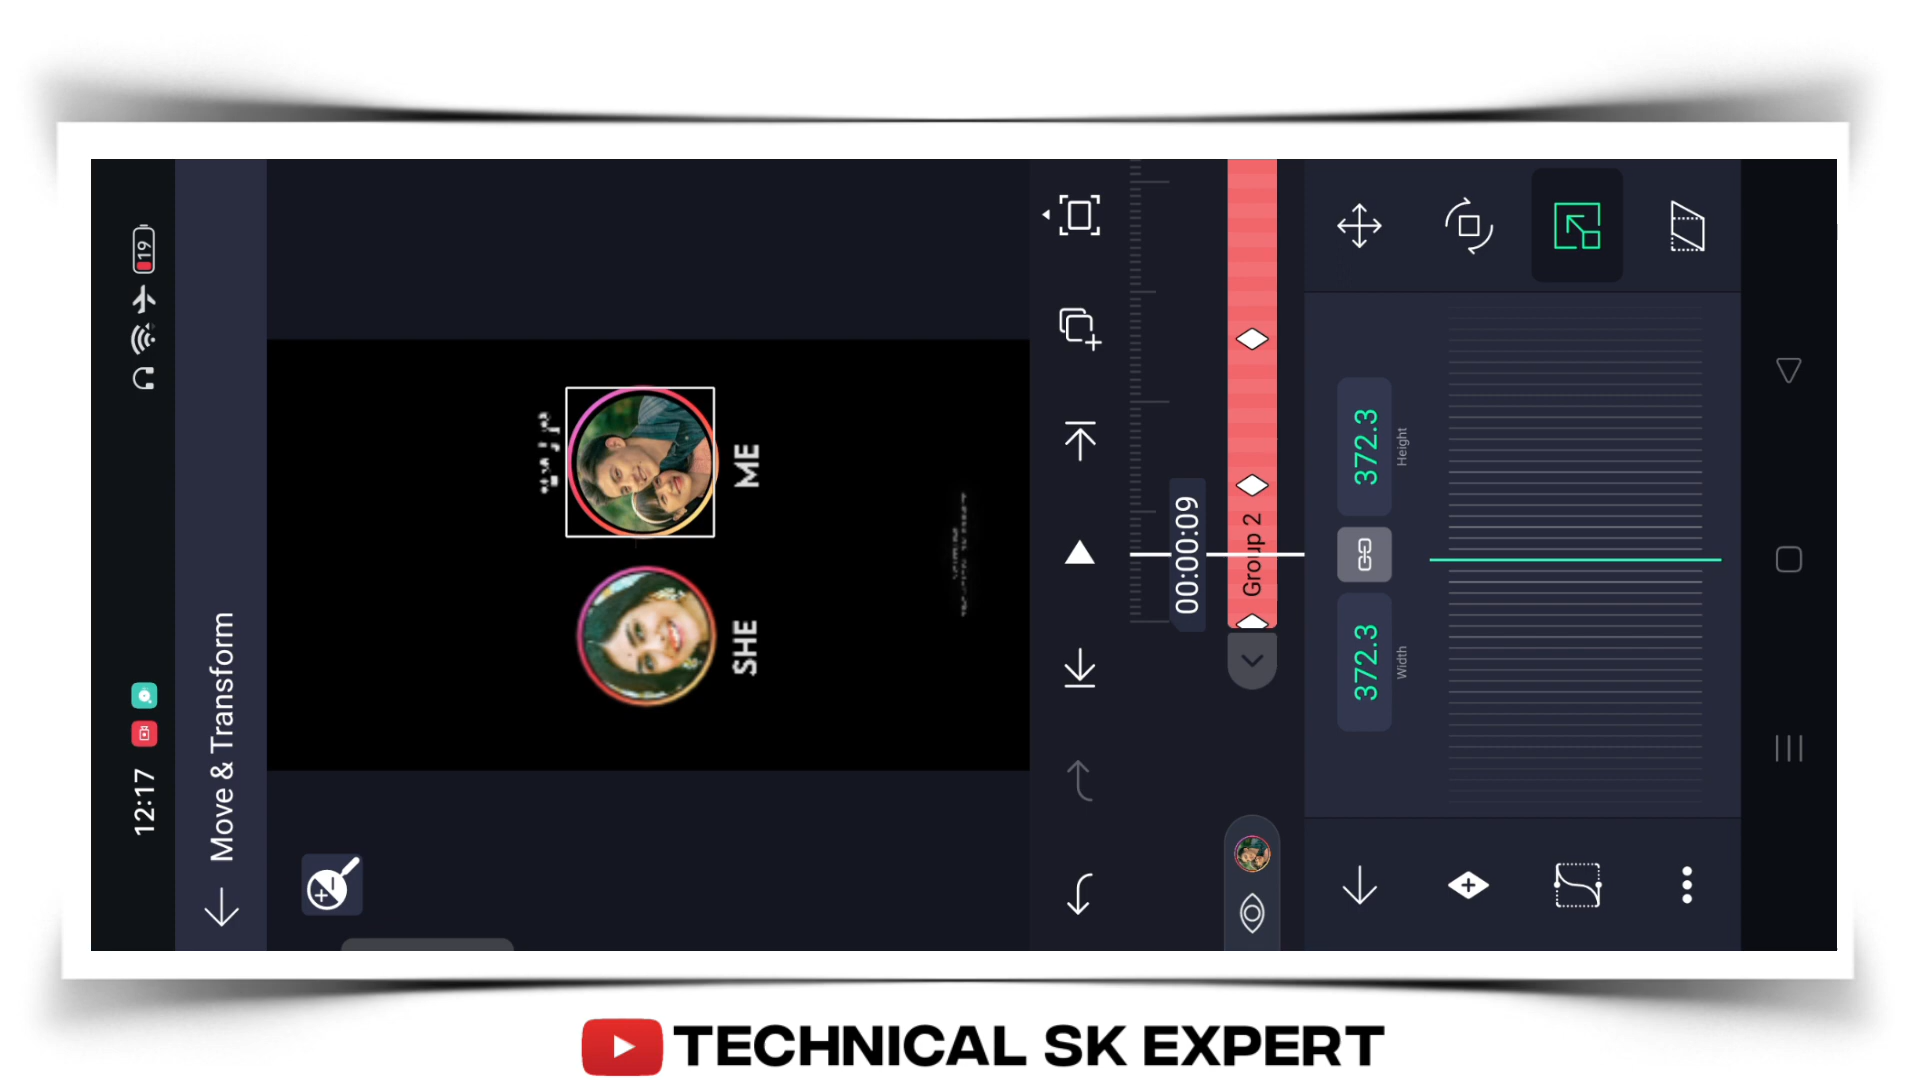 12:17
19
Move & Transform
ME
SHE
00:00:09
Group 2
372.3
Width
372.3
Height
TECHNICAL SK EXPERT